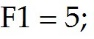 F1 = 5;